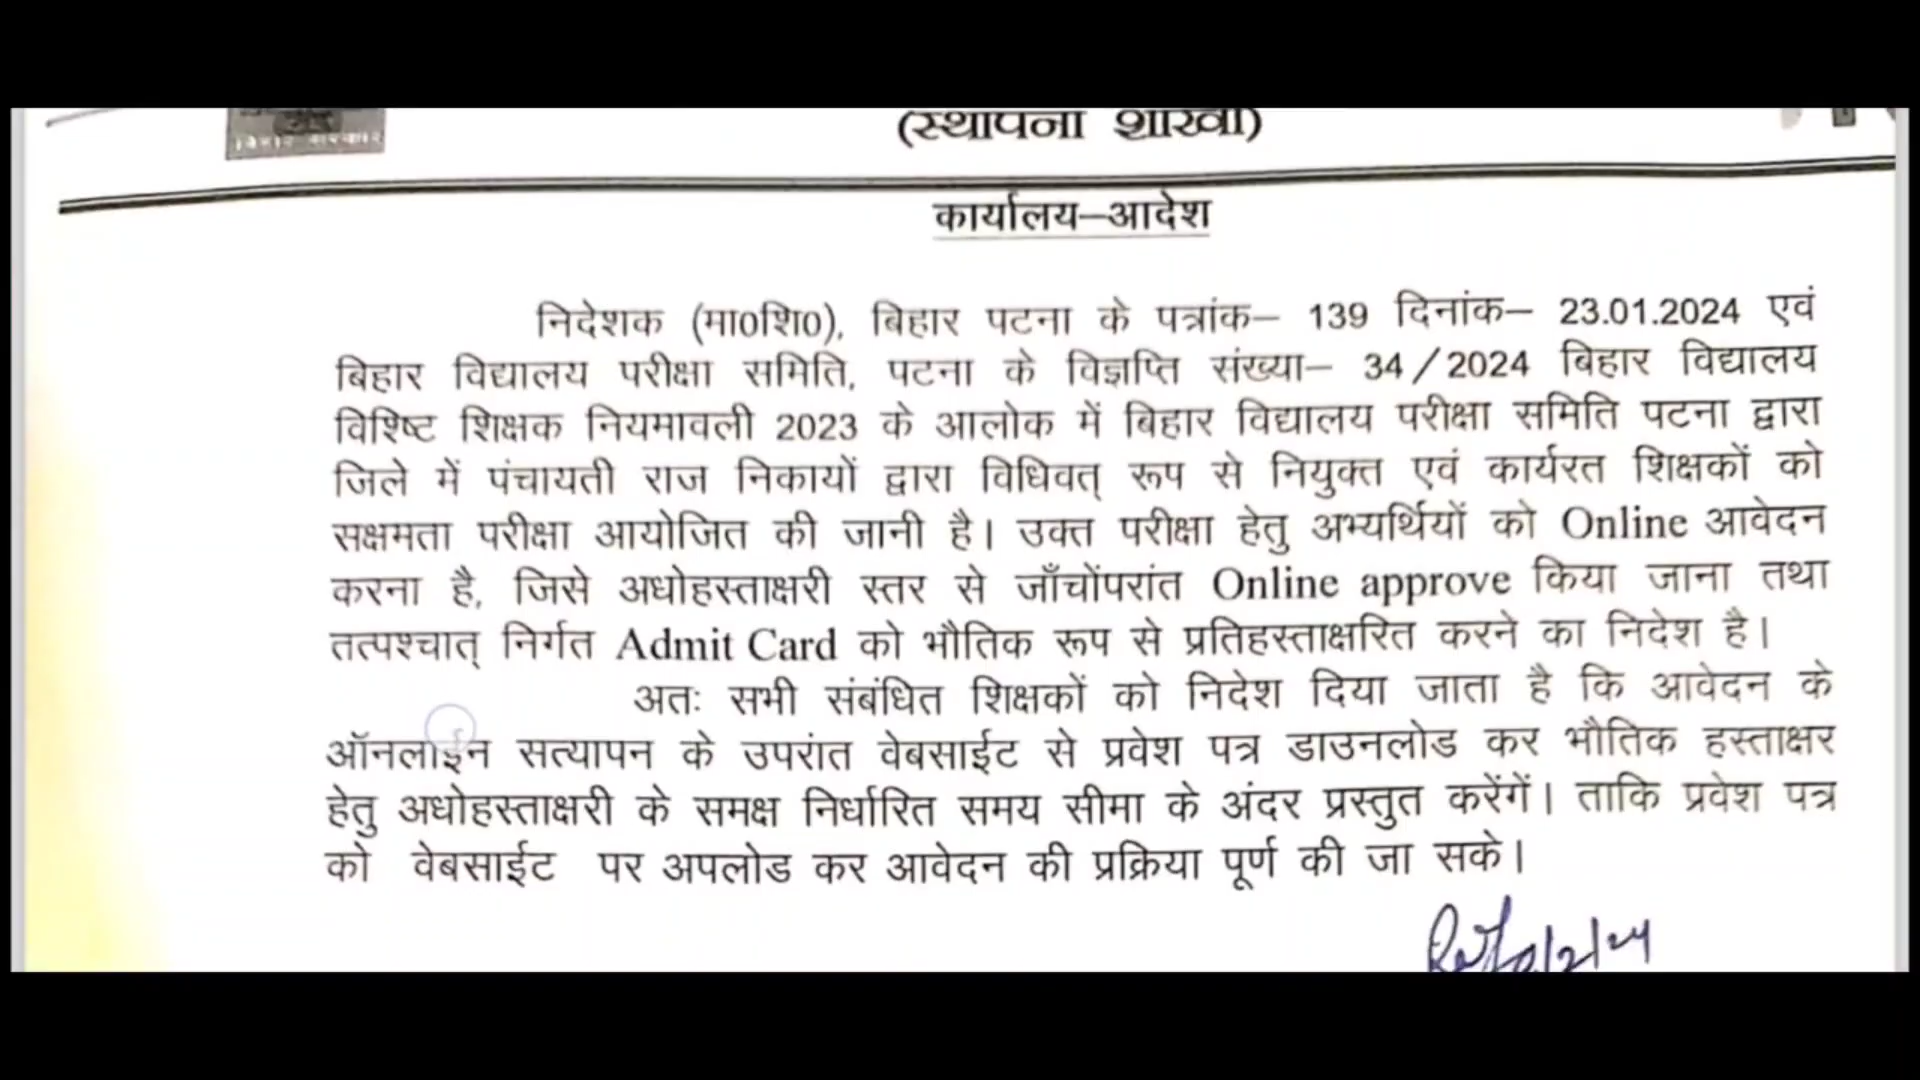 बिहार सरकार
(स्थापना शाखा)
कार्यालय–आदेश
निदेशक (मा0शि0), बिहार पटना के पत्रांक– 139 दिनांक– 23.01.2024 एवं
बिहार विद्यालय परीक्षा समिति, पटना के विज्ञप्ति संख्या– 34/2024 बिहार विद्यालय
विश्ष्टि शिक्षक नियमावली 2023 के आलोक में बिहार विद्यालय परीक्षा समिति पटना द्वारा
जिले में पंचायती राज निकायों द्वारा विधिवत् रूप से नियुक्त एवं कार्यरत शिक्षकों को
सक्षमता परीक्षा आयोजित की जानी है। उक्त परीक्षा हेतु अभ्यर्थियों को Online आवेदन
करना है, जिसे अधोहस्ताक्षरी स्तर से जाँचोंपरांत Online approve किया जाना तथा
तत्पश्चात् निर्गत Admit Card को भौतिक रूप से प्रतिहस्ताक्षरित करने का निदेश है।
अतः सभी संबंधित शिक्षकों को निदेश दिया जाता है कि आवेदन के
ऑनलाईन सत्यापन के उपरांत वेबसाईट से प्रवेश पत्र डाउनलोड कर भौतिक हस्ताक्षर
हेतु अधोहस्ताक्षरी के समक्ष निर्धारित समय सीमा के अंदर प्रस्तुत करेंगें। ताकि प्रवेश पत्र
को वेबसाईट पर अपलोड कर आवेदन की प्रक्रिया पूर्ण की जा सके।